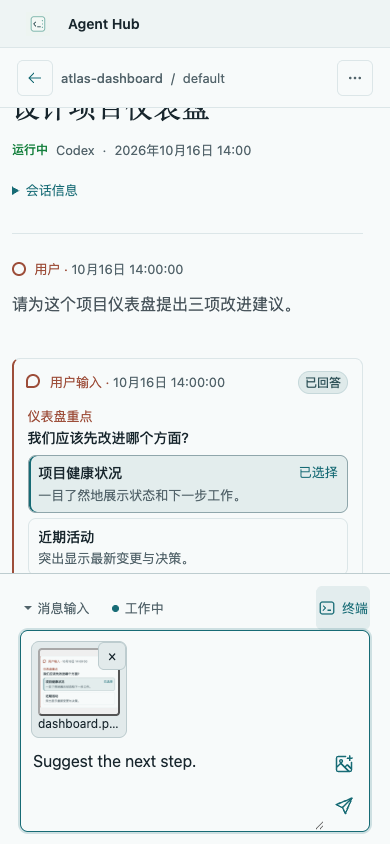 Agent Hub
atlas-dashboard / default
设计项目仪表盘
运行中 Codex · 2026年10月16日 14:00
会话信息
用户 · 10月16日 14:00:00
请为这个项目仪表盘提出三项改进建议。
用户输入 · 10月16日 14:00:00
已回答
仪表盘重点
我们应该先改进哪个方面?
项目健康状况
已选择
一目了然地展示状态和下一步工作。
近期活动
突出显示最新变更与决策。
消息输入
工作中
终端
dashboard.p...
Suggest the next step.